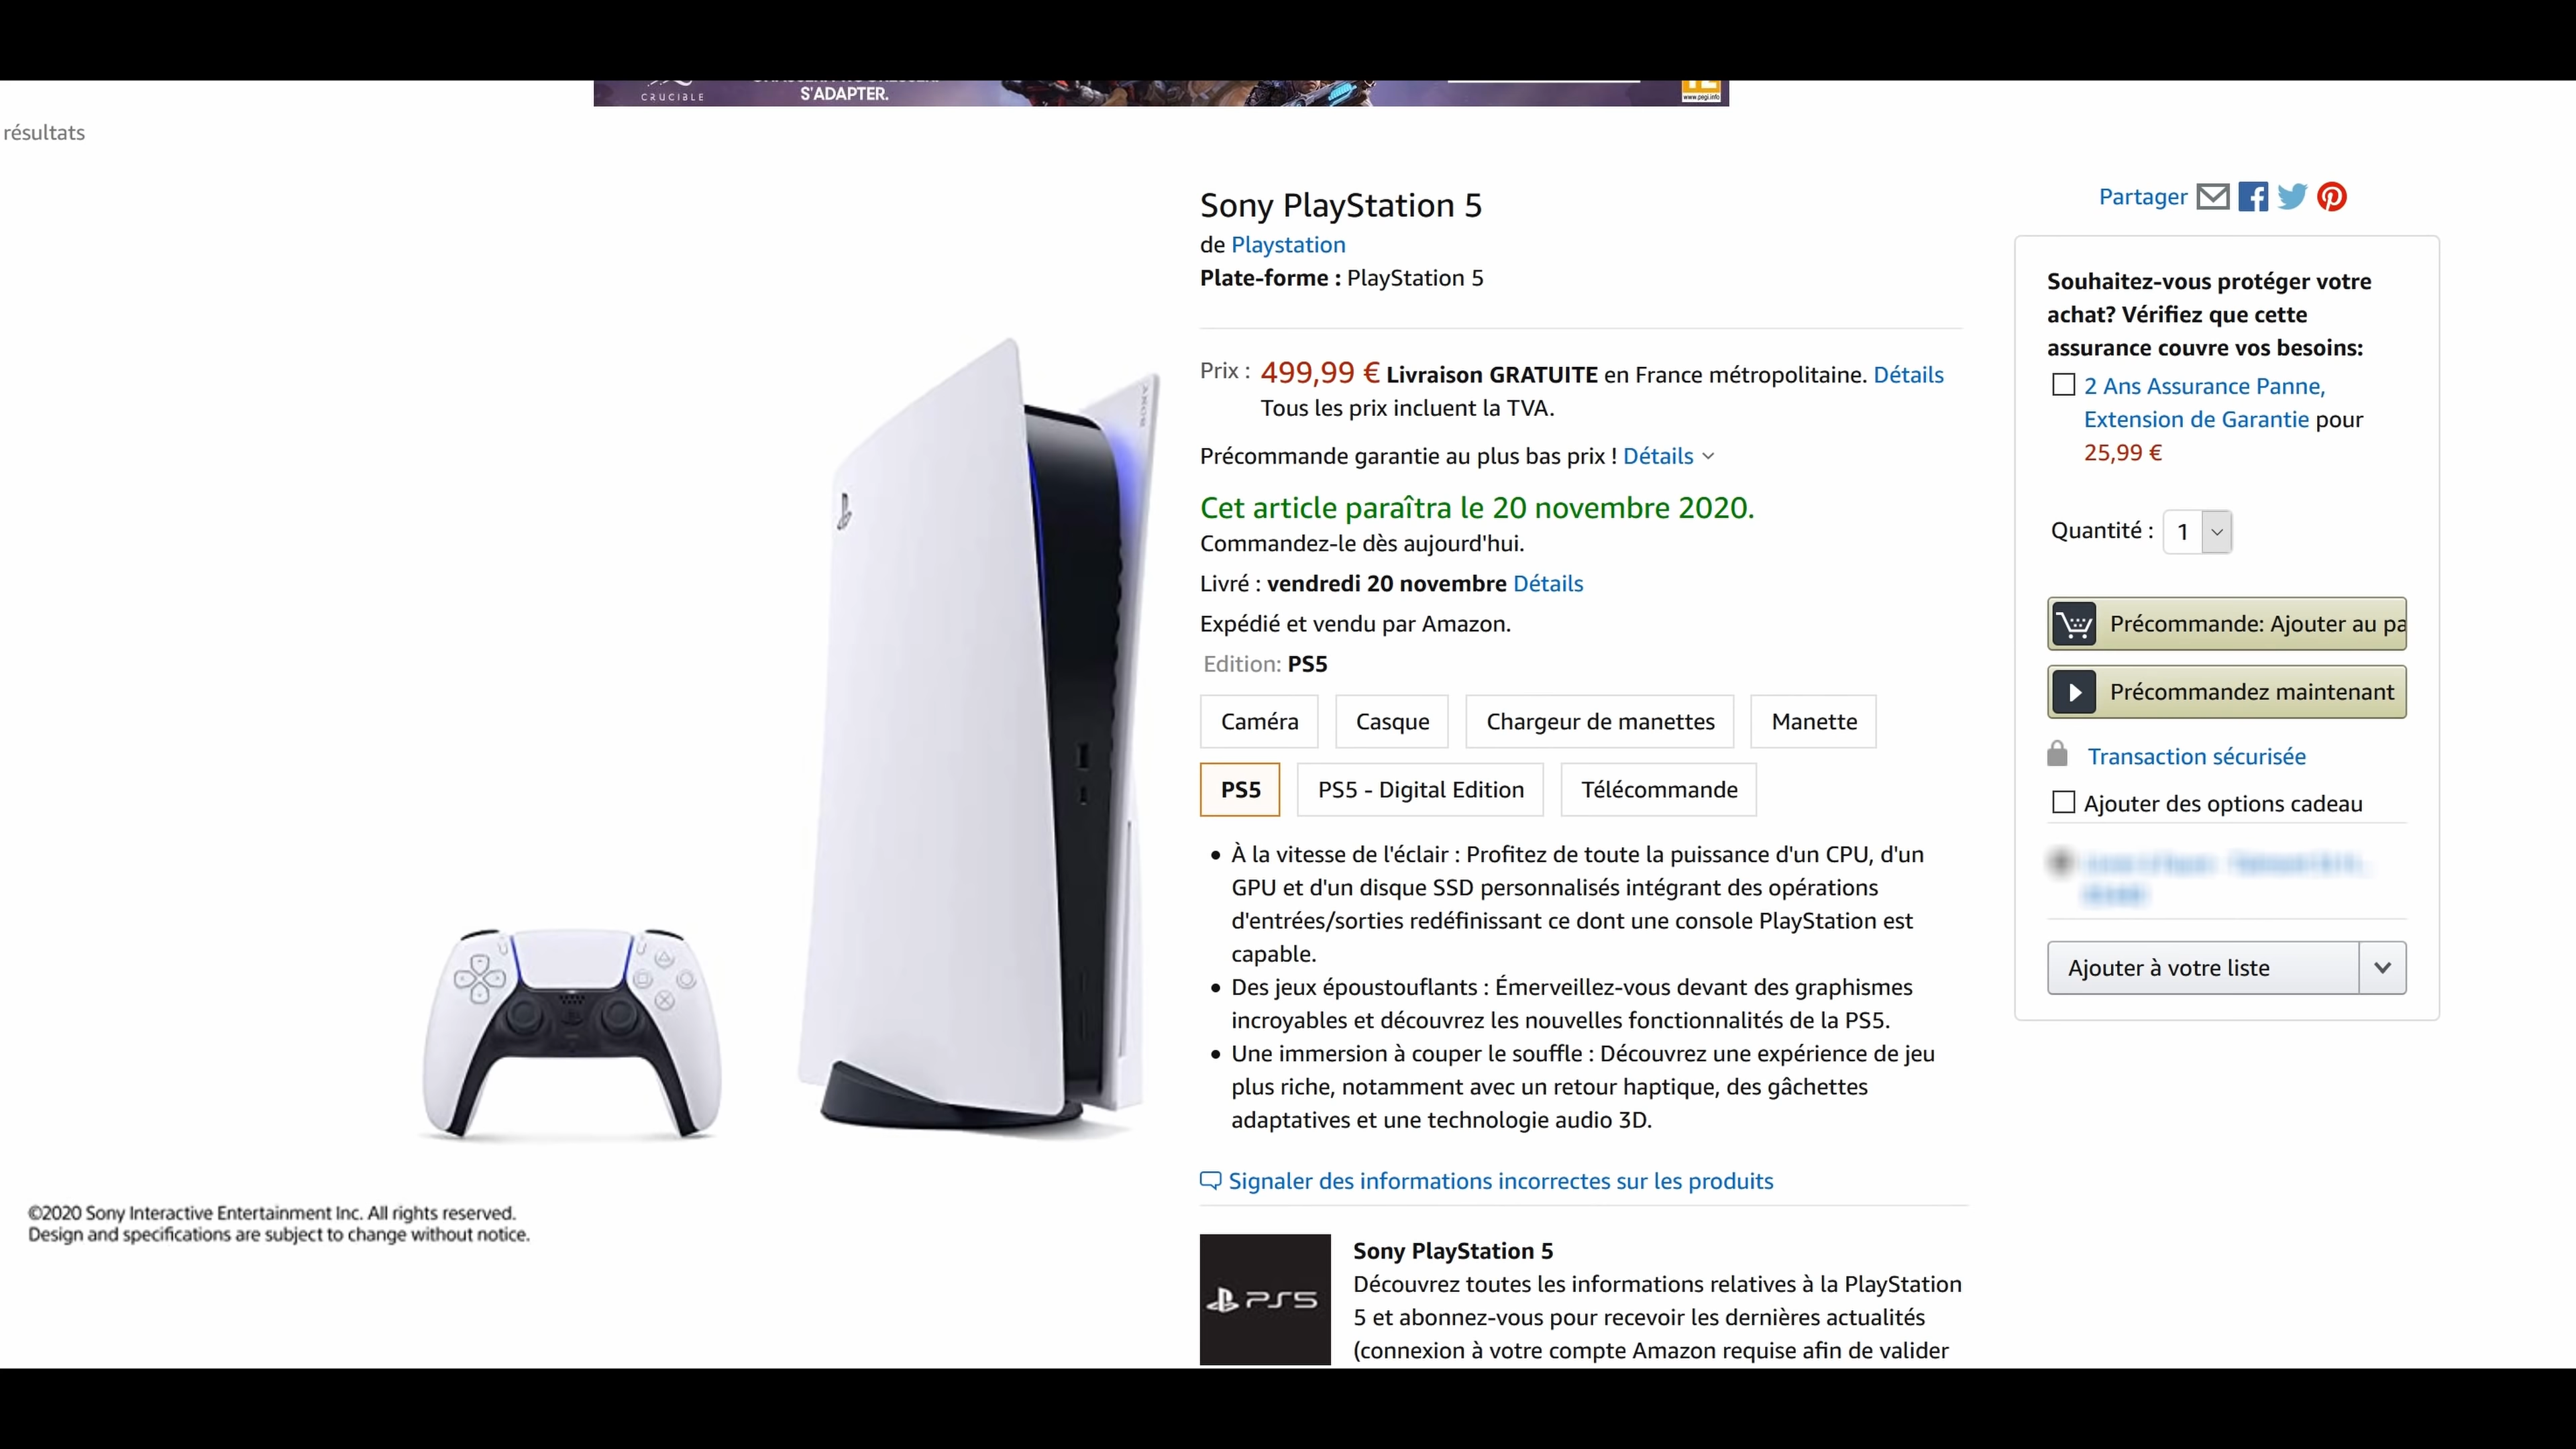 CRUCIBLE
S'ADAPTER.
www.pegi.info
résultats
Sony PlayStation 5
de Playstation
Plate-forme : PlayStation 5
Prix : 499,99 € Livraison GRATUITE en France métropolitaine. Détails
Tous les prix incluent la TVA.
Précommande garantie au plus bas prix ! Détails
Cet article paraîtra le 20 novembre 2020.
Commandez-le dès aujourd'hui.
Livré : vendredi 20 novembre Détails
Expédié et vendu par Amazon.
Edition: PS5
Caméra
Casque
Chargeur de manettes
Manette
PS5
PS5 - Digital Edition
Télécommande
• À la vitesse de l'éclair : Profitez de toute la puissance d'un CPU, d'un
GPU et d'un disque SSD personnalisés intégrant des opérations
d'entrées/sorties redéfinissant ce dont une console PlayStation est
capable.
• Des jeux époustouflants : Émerveillez-vous devant des graphismes
incroyables et découvrez les nouvelles fonctionnalités de la PS5.
• Une immersion à couper le souffle : Découvrez une expérience de jeu
plus riche, notamment avec un retour haptique, des gâchettes
adaptatives et une technologie audio 3D.
Signaler des informations incorrectes sur les produits
PS5
Sony PlayStation 5
Découvrez toutes les informations relatives à la PlayStation
5 et abonnez-vous pour recevoir les dernières actualités
(connexion à votre compte Amazon requise afin de valider
Partager
Souhaitez-vous protéger votre
achat? Vérifiez que cette
assurance couvre vos besoins:
2 Ans Assurance Panne,
Extension de Garantie pour
25,99 €
Quantité : 1
Précommande: Ajouter au pa
Précommandez maintenant
Transaction sécurisée
Ajouter des options cadeau
Ajouter à votre liste
SONY
©2020 Sony Interactive Entertainment Inc. All rights reserved.
Design and specifications are subject to change without notice.